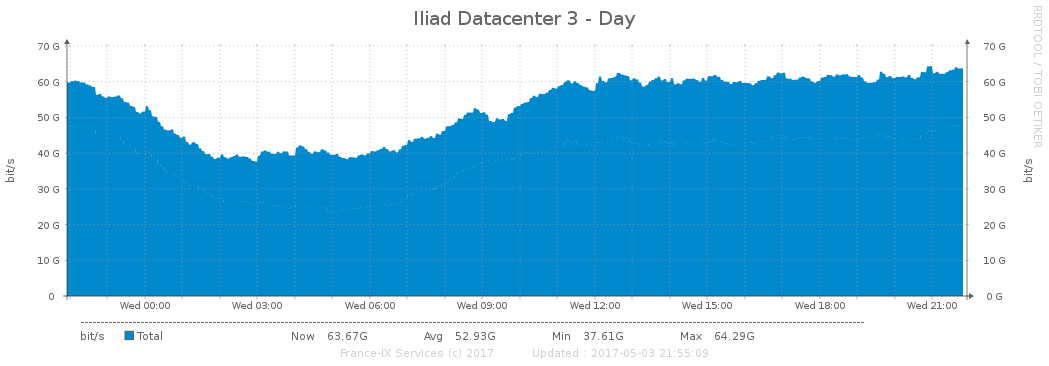 Iliad Datacenter 3 - Day
RRDTOOL / TOBI OETIKER
70 G 70 G
60 G 60 G
50 G 50 G
40 G 40 G
30 G 30 G
20 G 20 G
10 G 10 G
0 0 G
bit/s bit/s
Wed 00:00 Wed 03:00 Wed 06:00 Wed 09:00 Wed 12:00 Wed 15:00 Wed 18:00 Wed 21:00
bit/s Total Now 63.67G Avg 52.93G Min 37.61G Max 64.29G
France-IX Services (c) 2017 Updated : 2017-05-03 21:55:09